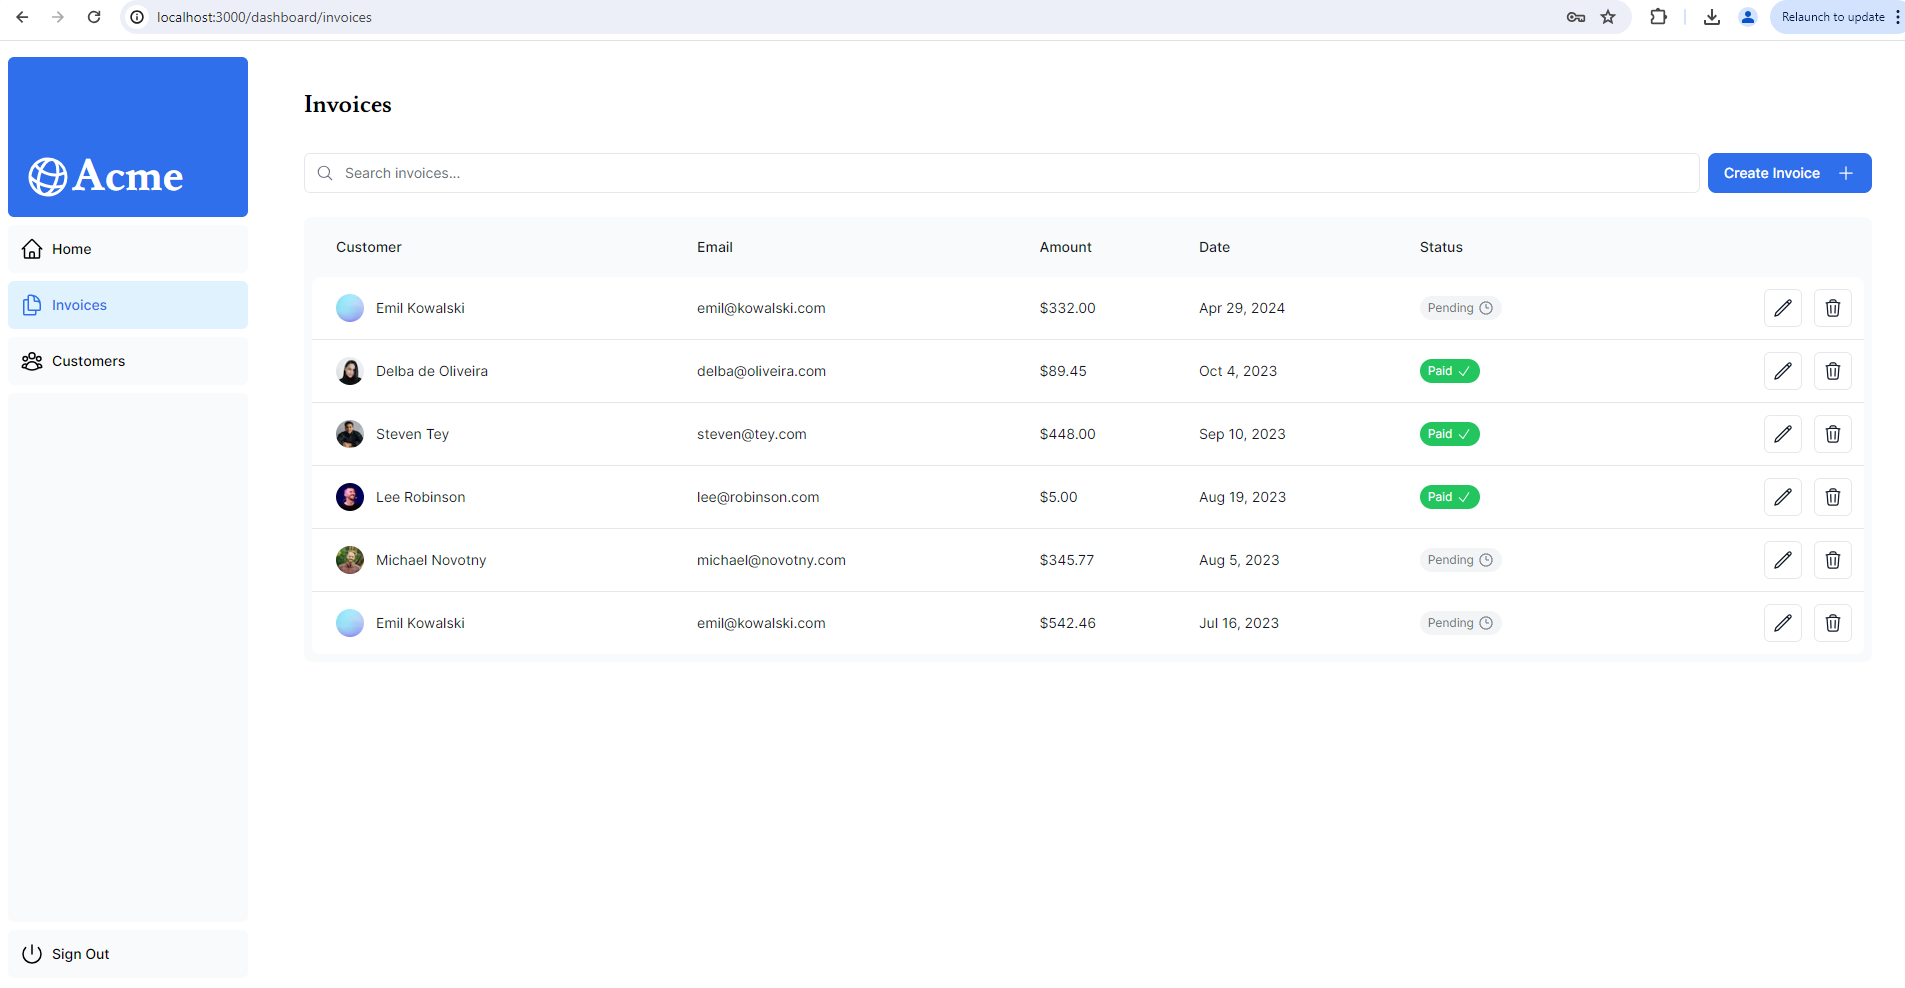 localhost:3000/dashboard/invoices
Relaunch to update
Acme
Home
Invoices
Customers
Sign Out
Invoices
Search invoices...
Create Invoice
Customer Email Amount Date Status
Emil Kowalski emil@kowalski.com $332.00 Apr 29, 2024 Pending
Delba de Oliveira delba@oliveira.com $89.45 Oct 4, 2023 Paid
Steven Tey steven@tey.com $448.00 Sep 10, 2023 Paid
Lee Robinson lee@robinson.com $5.00 Aug 19, 2023 Paid
Michael Novotny michael@novotny.com $345.77 Aug 5, 2023 Pending
Emil Kowalski emil@kowalski.com $542.46 Jul 16, 2023 Pending